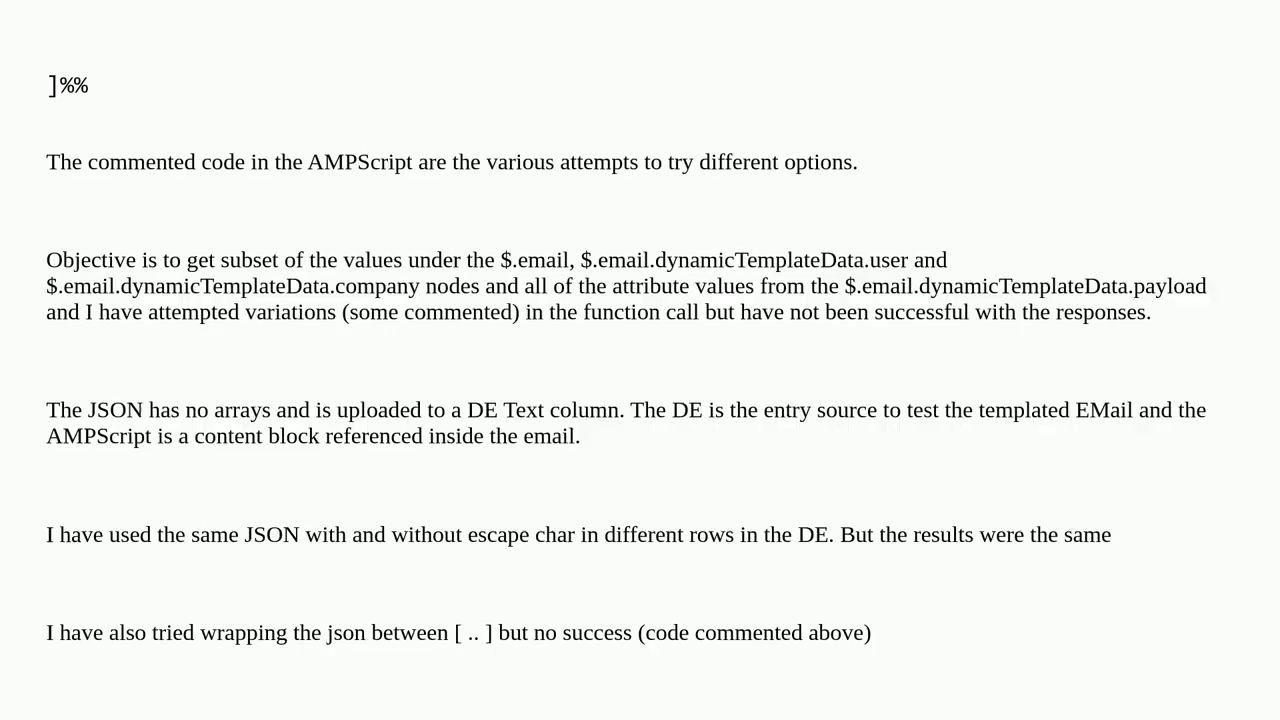 ]%%
The commented code in the AMPScript are the various attempts to try different options.
Objective is to get subset of the values under the $.email, $.email.dynamicTemplateData.user and
$.email.dynamicTemplateData.company nodes and all of the attribute values from the $.email.dynamicTemplateData.payload
and I have attempted variations (some commented) in the function call but have not been successful with the responses.
The JSON has no arrays and is uploaded to a DE Text column. The DE is the entry source to test the templated EMail and the
AMPScript is a content block referenced inside the email.
I have used the same JSON with and without escape char in different rows in the DE. But the results were the same
I have also tried wrapping the json between [ .. ] but no success (code commented above)